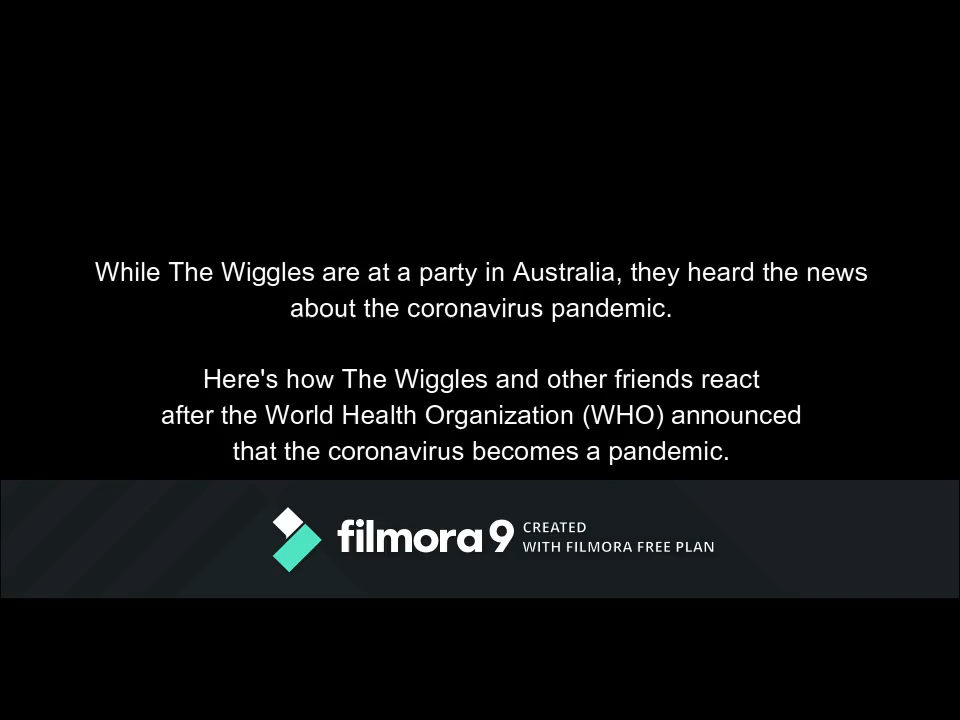 While The Wiggles are at a party in Australia, they heard the news
about the coronavirus pandemic.
Here's how The Wiggles and other friends react
after the World Health Organization (WHO) announced
that the coronavirus becomes a pandemic.
filmora 9 CREATED
WITH FILMORA FREE PLAN